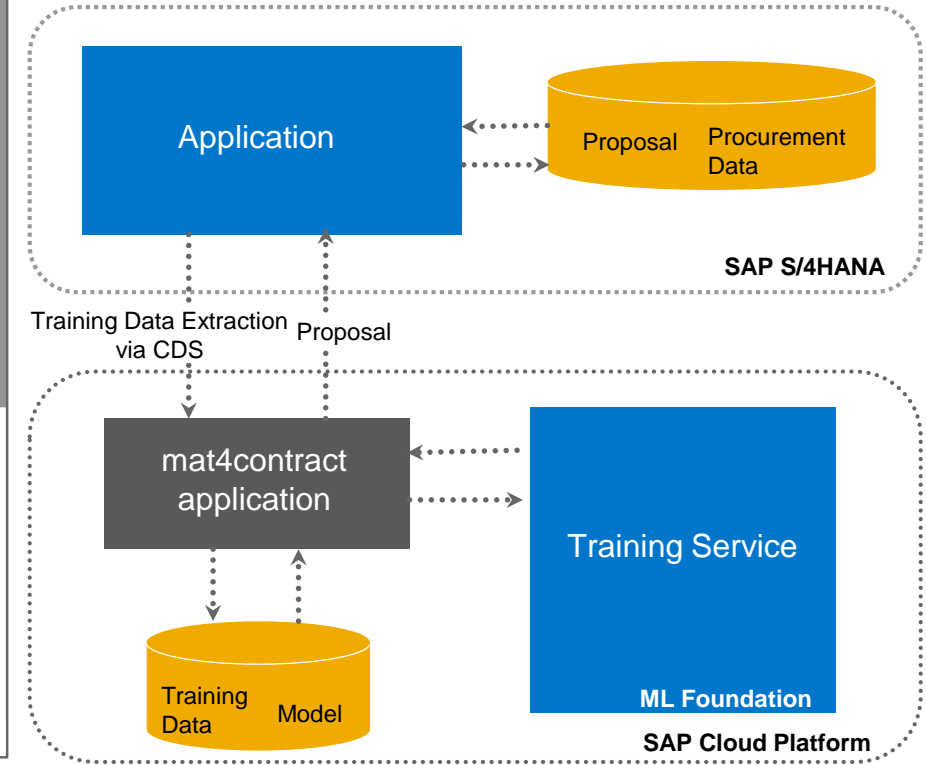 Application
Proposal
Procurement
Data
SAP S/4HANA
Training Data Extraction
via CDS
Proposal
mat4contract
application
Training Service
Training
Data
Model
ML Foundation
SAP Cloud Platform